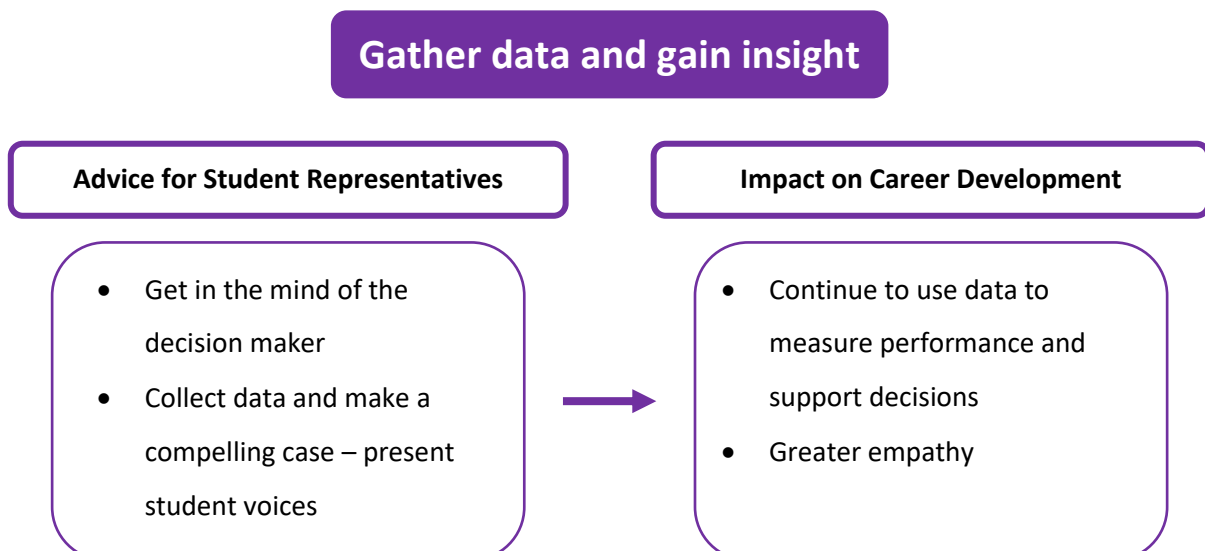 Gather data and gain insight
Advice for Student Representatives
• Get in the mind of the
decision maker
• Collect data and make a
compelling case – present
student voices
Impact on Career Development
• Continue to use data to
measure performance and
support decisions
• Greater empathy